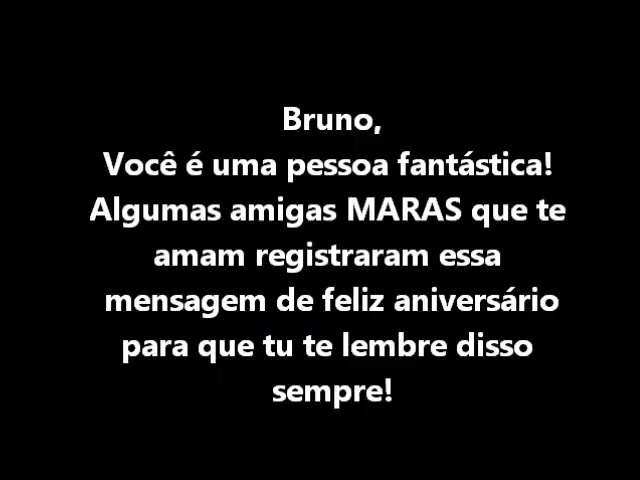 Bruno,
Você é uma pessoa fantástica!
Algumas amigas MARAS que te
amam registraram essa
mensagem de feliz aniversário
para que tu te lembre disso
sempre!